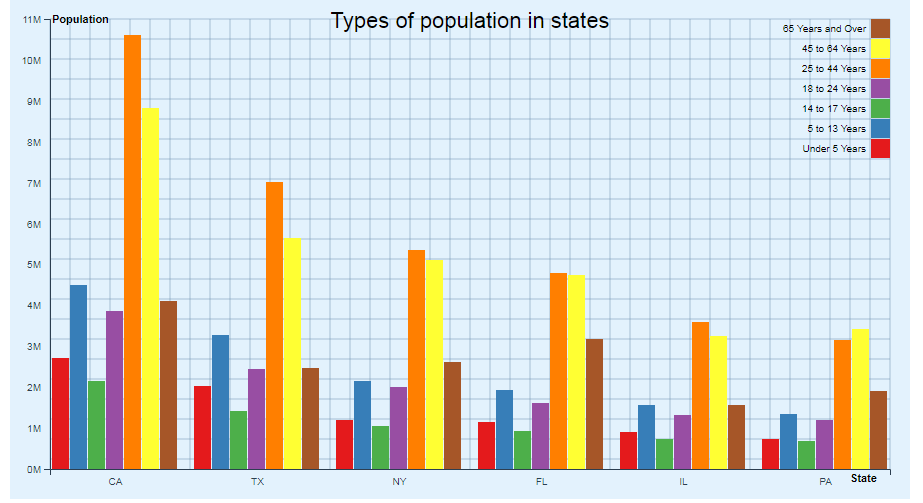 Types of population in states
Population
11M
10M
9M
8M
7M
6M
5M
4M
3M
2M
1M
0M
65 Years and Over
45 to 64 Years
25 to 44 Years
18 to 24 Years
14 to 17 Years
5 to 13 Years
Under 5 Years
CA TX NY FL IL PA
State